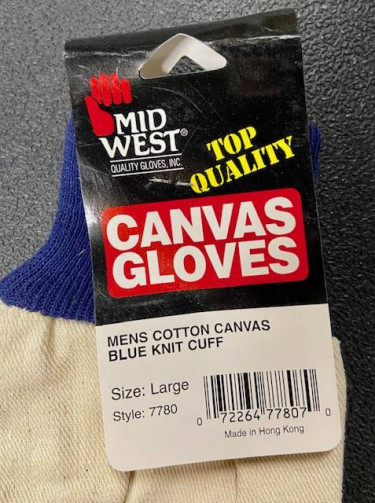 MID
WEST®
QUALITY GLOVES, INC.
TOP
QUALITY
CANVAS
GLOVES
MENS COTTON CANVAS
BLUE KNIT CUFF
Size: Large
Style: 7780
0 72264 77807 0
Made in Hong Kong